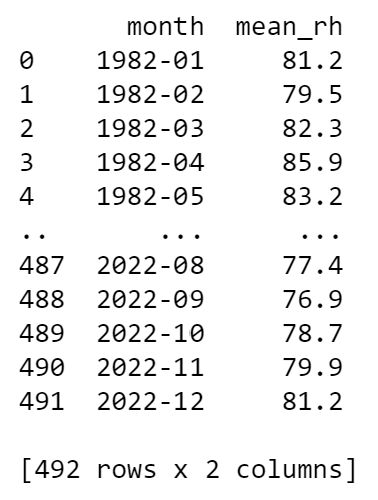 month mean_rh
0 1982-01 81.2
1 1982-02 79.5
2 1982-03 82.3
3 1982-04 85.9
4 1982-05 83.2
.. ... ...
487 2022-08 77.4
488 2022-09 76.9
489 2022-10 78.7
490 2022-11 79.9
491 2022-12 81.2
[492 rows x 2 columns]